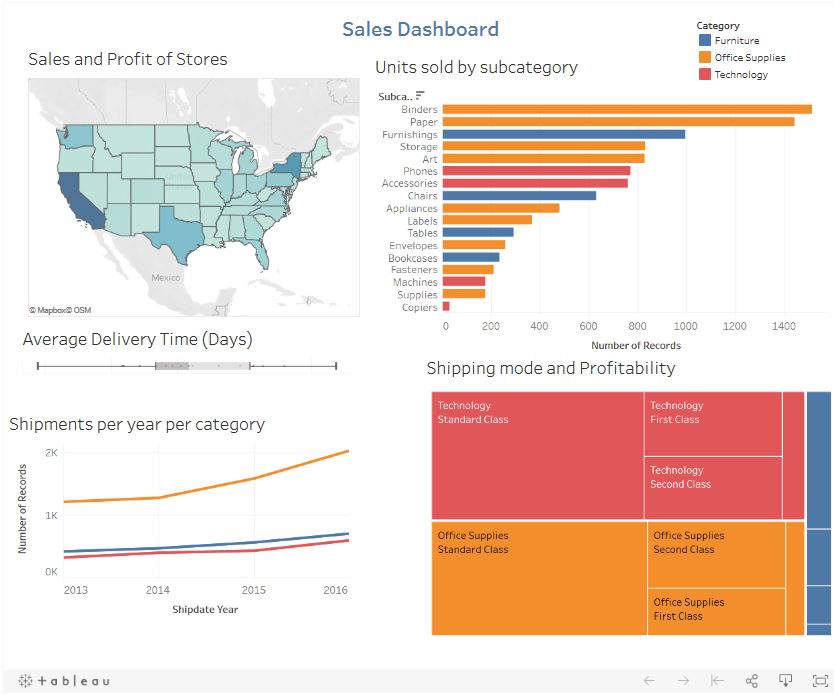 Sales Dashboard
Category
Furniture
Office Supplies
Technology
Sales and Profit of Stores
Mexico
© Mapbox© OSM
Units sold by subcategory
Subca..
Binders
Paper
Furnishings
Storage
Art
Phones
Accessories
Chairs
Appliances
Labels
Tables
Envelopes
Bookcases
Fasteners
Machines
Supplies
Copiers
0 200 400 600 800 1000 1200 1400
Number of Records
Average Delivery Time (Days)
Shipments per year per category
Number of Records
2K
1K
0K
2013 2014 2015 2016
Shipdate Year
Shipping mode and Profitability
Technology
Standard Class
Technology
First Class
Technology
Second Class
Office Supplies
Standard Class
Office Supplies
Second Class
Office Supplies
First Class
+ableau